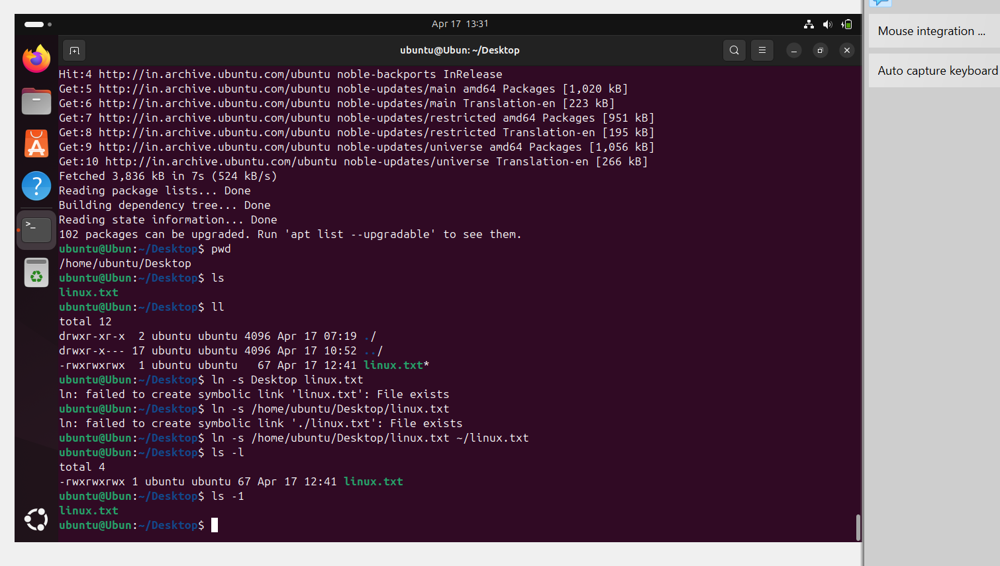 Apr 17 13:31
ubuntu@Ubun: ~/Desktop
Mouse integration ...
Auto capture keyboard
Hit:4 http://in.archive.ubuntu.com/ubuntu noble-backports InRelease
Get:5 http://in.archive.ubuntu.com/ubuntu noble-updates/main amd64 Packages [1,020 kB]
Get:6 http://in.archive.ubuntu.com/ubuntu noble-updates/main Translation-en [223 kB]
Get:7 http://in.archive.ubuntu.com/ubuntu noble-updates/restricted amd64 Packages [951 kB]
Get:8 http://in.archive.ubuntu.com/ubuntu noble-updates/restricted Translation-en [195 kB]
Get:9 http://in.archive.ubuntu.com/ubuntu noble-updates/universe amd64 Packages [1,056 kB]
Get:10 http://in.archive.ubuntu.com/ubuntu noble-updates/universe Translation-en [266 kB]
Fetched 3,836 kB in 7s (524 kB/s)
Reading package lists... Done
Building dependency tree... Done
Reading state information... Done
102 packages can be upgraded. Run 'apt list --upgradable' to see them.
ubuntu@Ubun:~/Desktop$ pwd
/home/ubuntu/Desktop
ubuntu@Ubun:~/Desktop$ ls
linux.txt
ubuntu@Ubun:~/Desktop$ ll
total 12
drwxr-xr-x  2 ubuntu ubuntu 4096 Apr 17 07:19 ./
drwxr-x--- 17 ubuntu ubuntu 4096 Apr 17 10:52 ../
-rwxrwxrwx  1 ubuntu ubuntu   67 Apr 17 12:41 linux.txt*
ubuntu@Ubun:~/Desktop$ ln -s Desktop linux.txt
ln: failed to create symbolic link 'linux.txt': File exists
ubuntu@Ubun:~/Desktop$ ln -s /home/ubuntu/Desktop/linux.txt
ln: failed to create symbolic link './linux.txt': File exists
ubuntu@Ubun:~/Desktop$ ln -s /home/ubuntu/Desktop/linux.txt ~/linux.txt
ubuntu@Ubun:~/Desktop$ ls -l
total 4
-rwxrwxrwx 1 ubuntu ubuntu 67 Apr 17 12:41 linux.txt
ubuntu@Ubun:~/Desktop$ ls -1
linux.txt
ubuntu@Ubun:~/Desktop$